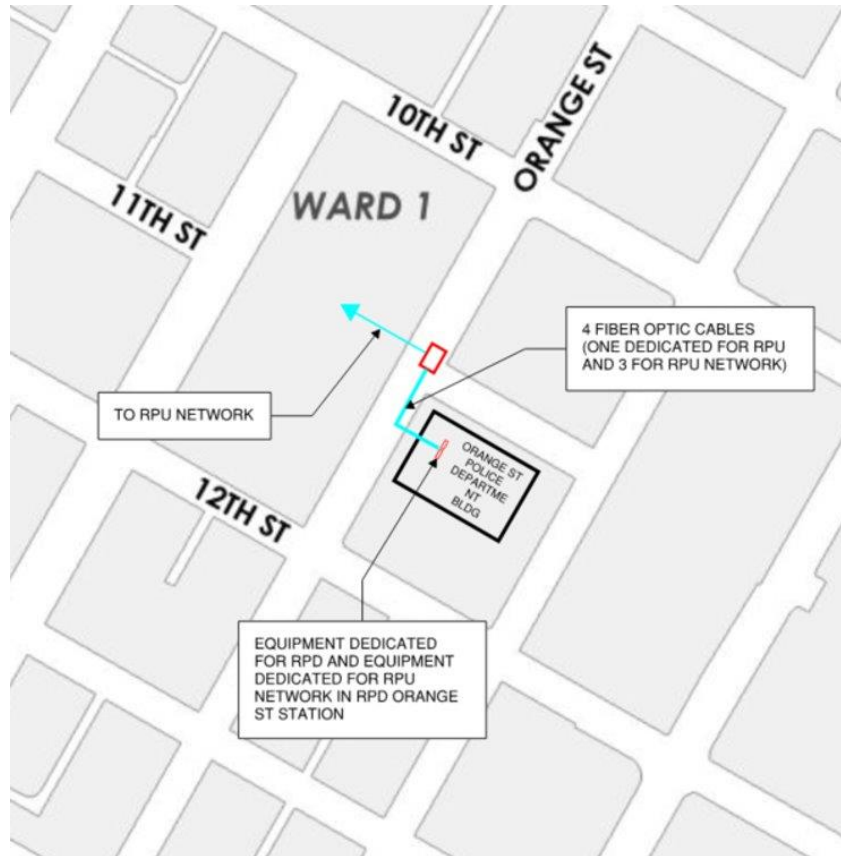 10TH ST
ORANGE ST
11TH ST
WARD 1
4 FIBER OPTIC CABLES
(ONE DEDICATED FOR RPU
AND 3 FOR RPU NETWORK)
TO RPU NETWORK
ORANGE ST
POLICE
DEPARTME
NT
BLDG
12TH ST
EQUIPMENT DEDICATED
FOR RPD AND EQUIPMENT
DEDICATED FOR RPU
NETWORK IN RPD ORANGE
ST STATION